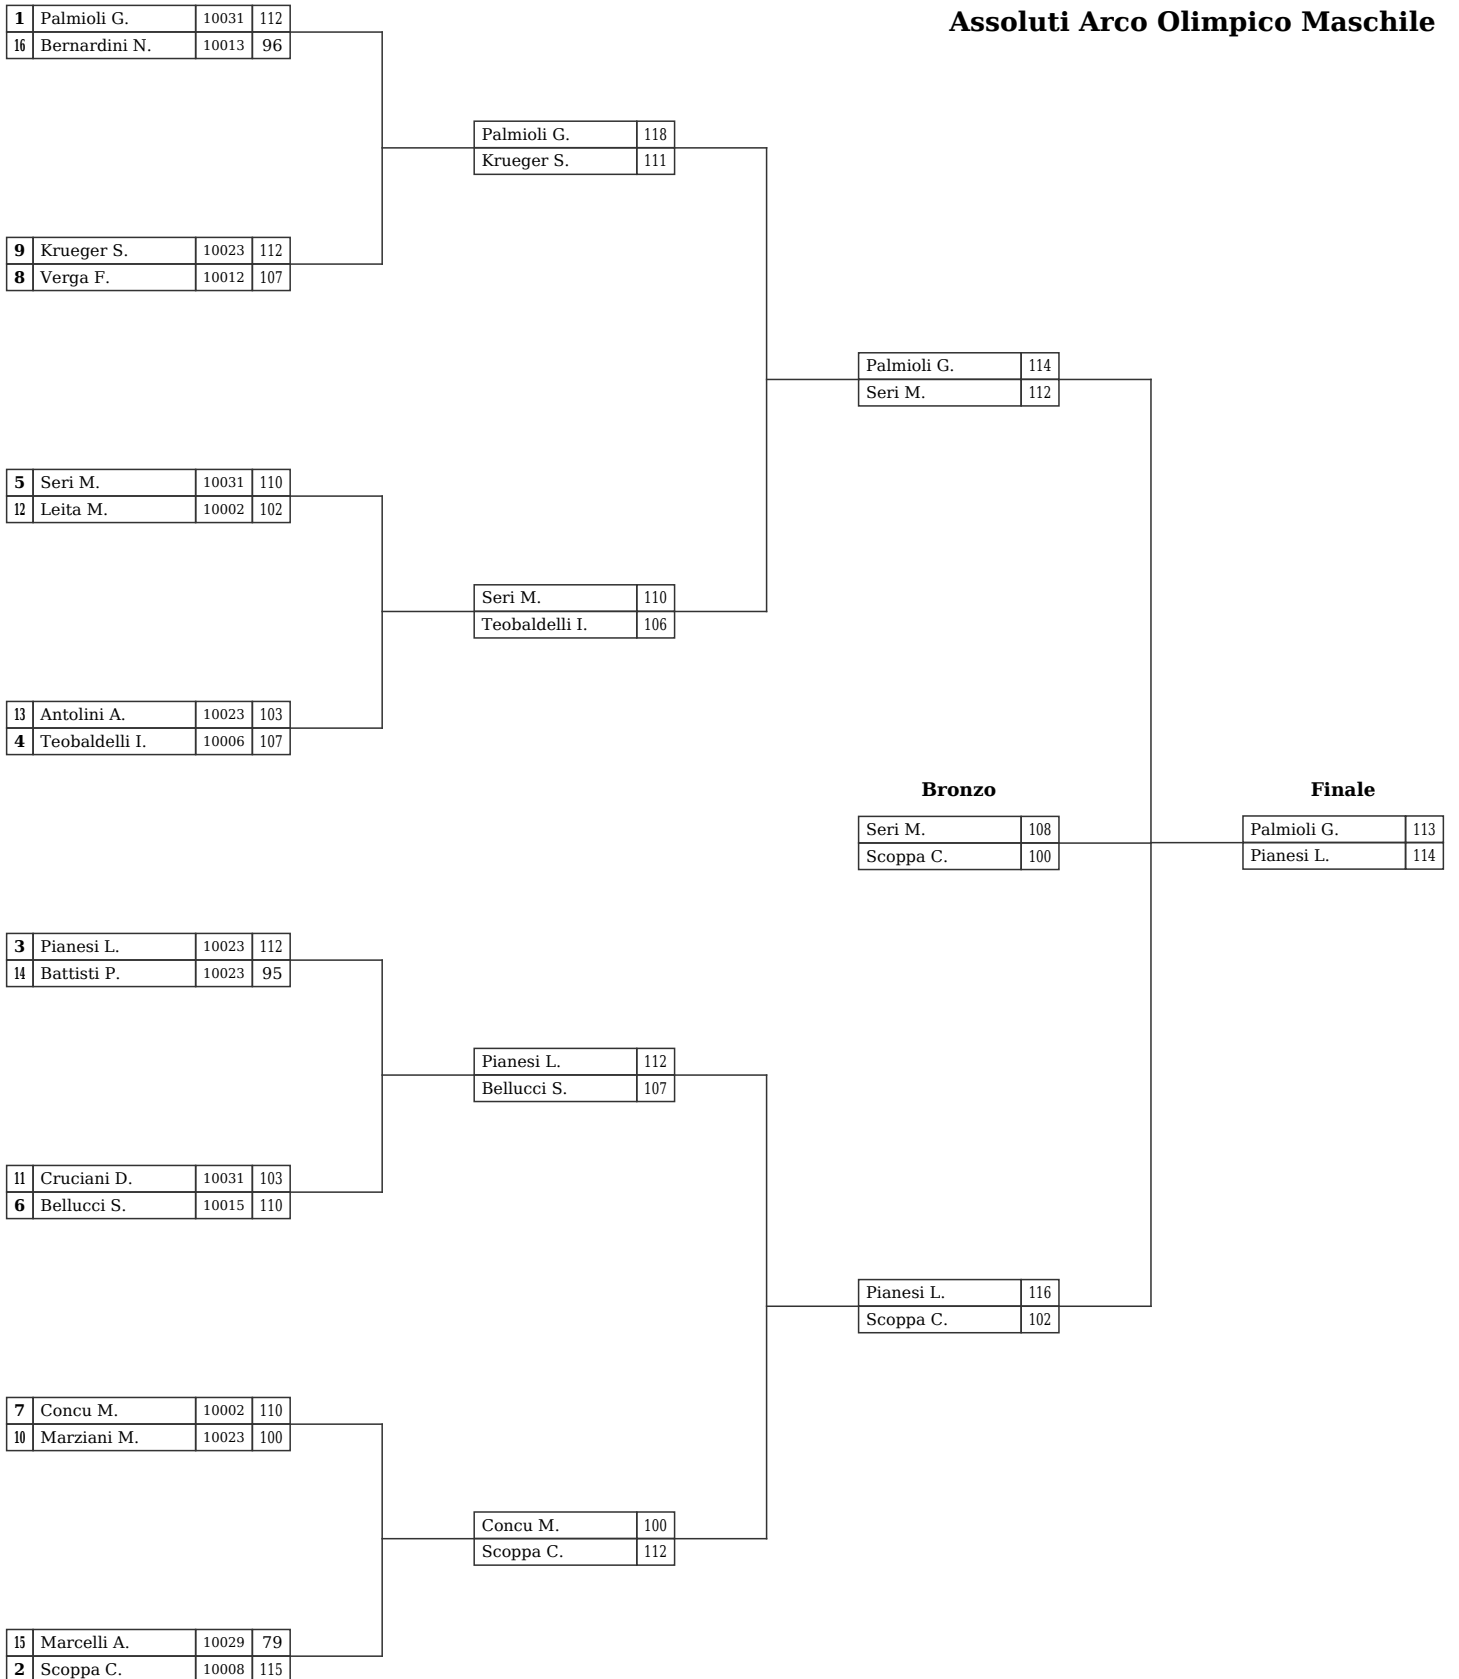 Assoluti Arco Olimpico Maschile
1 Palmioli G. 10031 112
16 Bernardini N. 10013 96
Palmioli G. 118
Krueger S. 111
9 Krueger S. 10023 112
8 Verga F. 10012 107
Palmioli G. 114
Seri M. 112
5 Seri M. 10031 110
12 Leita M. 10002 102
Seri M. 110
Teobaldelli I. 106
13 Antolini A. 10023 103
4 Teobaldelli I. 10006 107
Bronzo
Seri M. 108
Scoppa C. 100
Finale
Palmioli G. 113
Pianesi L. 114
3 Pianesi L. 10023 112
14 Battisti P. 10023 95
Pianesi L. 112
Bellucci S. 107
11 Cruciani D. 10031 103
6 Bellucci S. 10015 110
Pianesi L. 116
Scoppa C. 102
7 Concu M. 10002 110
10 Marziani M. 10023 100
Concu M. 100
Scoppa C. 112
15 Marcelli A. 10029 79
2 Scoppa C. 10008 115